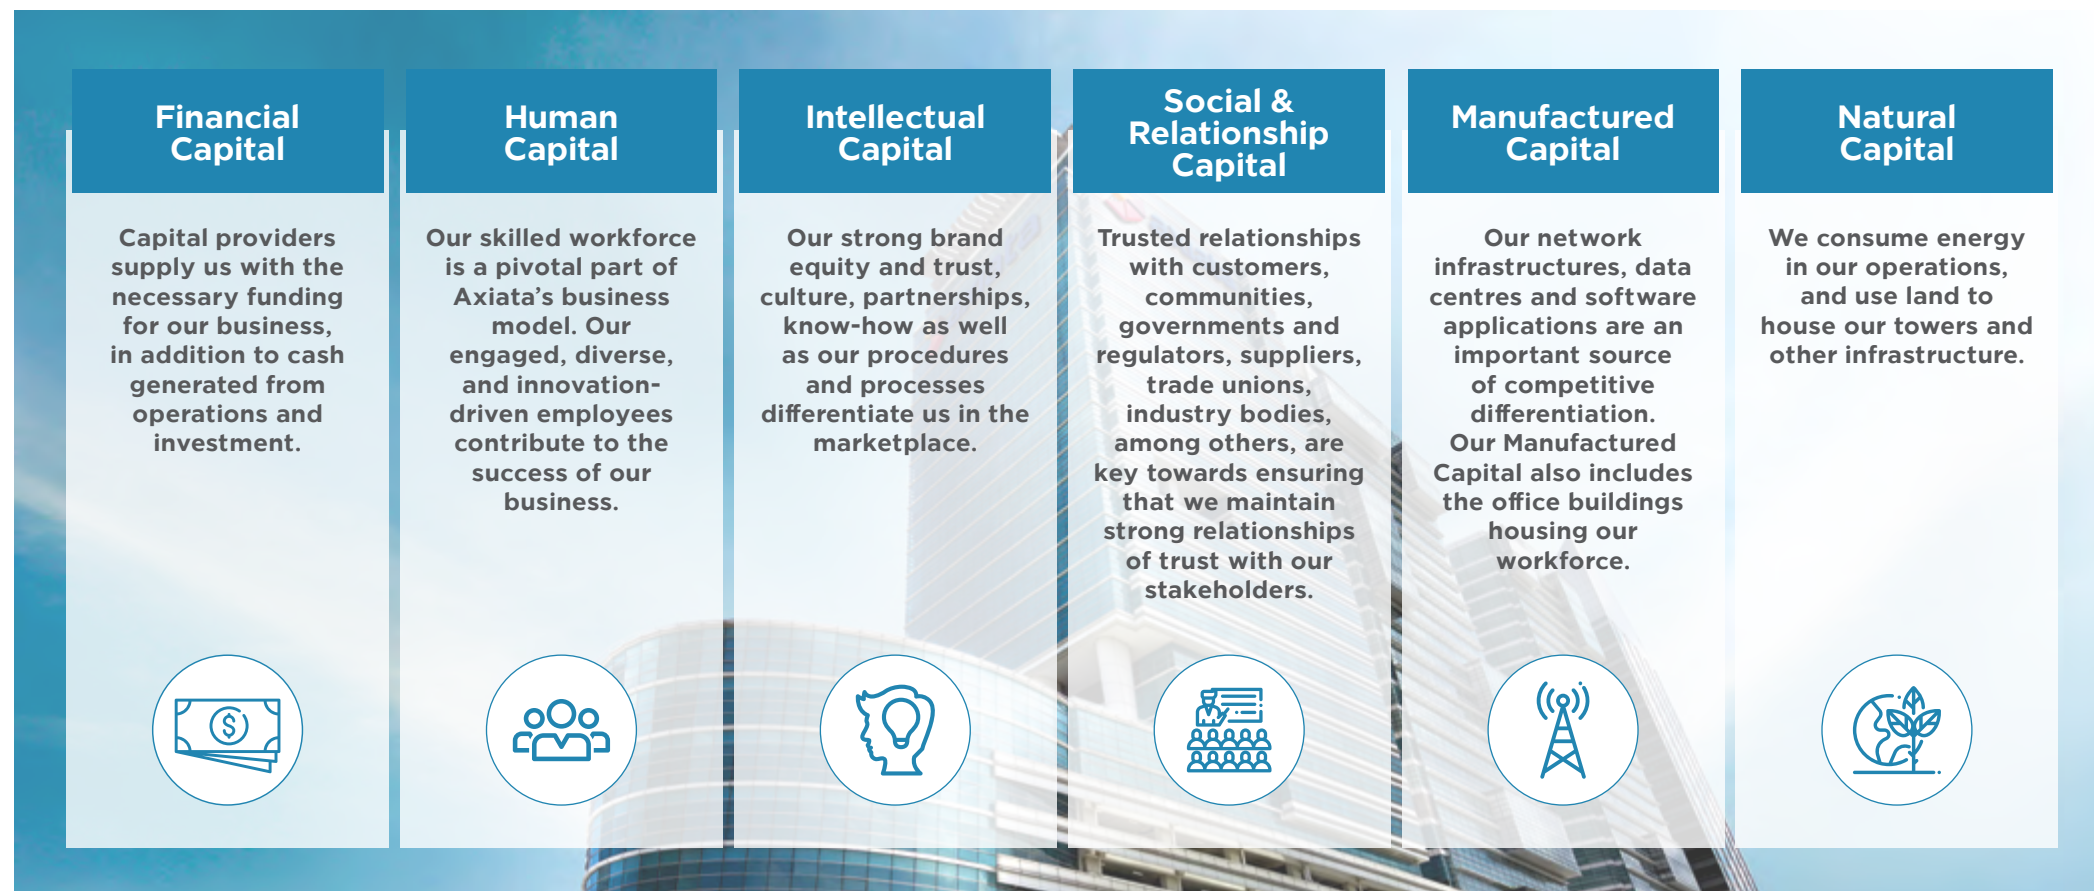 Financial
Capital
Capital providers
supply us with the
necessary funding
for our business,
in addition to cash
generated from
operations and
investment.
Human
Capital
Our skilled workforce
is a pivotal part of
Axiata’s business
model. Our
engaged, diverse,
and innovation-
driven employees
contribute to the
success of our
business.
Intellectual
Capital
Our strong brand
equity and trust,
culture, partnerships,
know-how as well
as our procedures
and processes
differentiate us in the
marketplace.
Social &
Relationship
Capital
Trusted relationships
with customers,
communities,
governments and
regulators, suppliers,
trade unions,
industry bodies,
among others, are
key towards ensuring
that we maintain
strong relationships
of trust with our
stakeholders.
Manufactured
Capital
Our network
infrastructures, data
centres and software
applications are an
important source
of competitive
differentiation.
Our Manufactured
Capital also includes
the office buildings
housing our
workforce.
Natural
Capital
We consume energy
in our operations,
and use land to
house our towers and
other infrastructure.